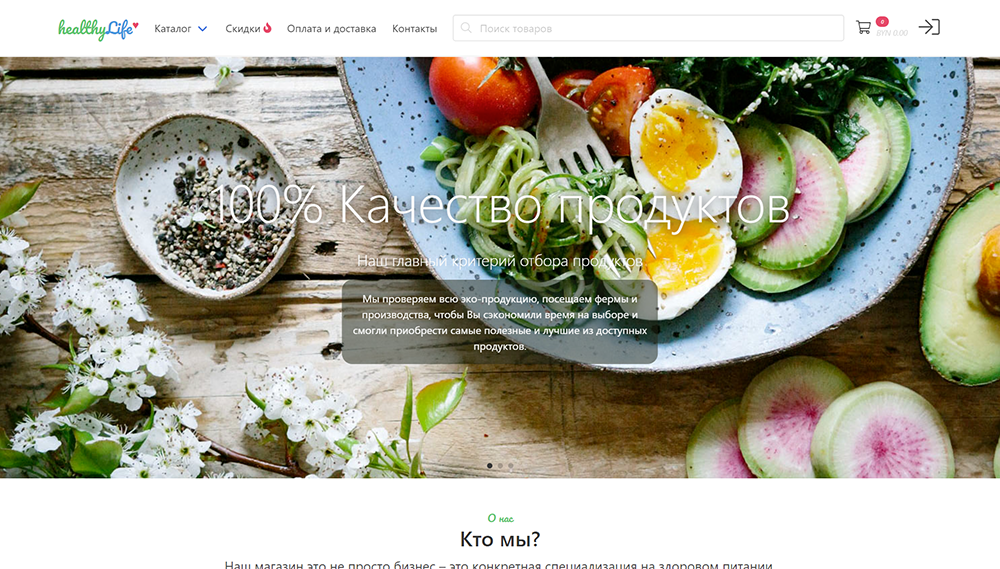 healthyLife
Каталог
Скидки
Оплата и доставка
Контакты
Поиск товаров
0
BYN 0.00
100% Качество продуктов
Наш главный критерий отбора продуктов
Мы проверяем всю эко-продукцию, посещаем фермы и
производства, чтобы Вы сэкономили время на выборе и
смогли приобрести самые полезные и лучшие из доступных
продуктов.
О нас
Кто мы?
Наш магазин это не просто бизнес – это конкретная специализация на здоровом питании